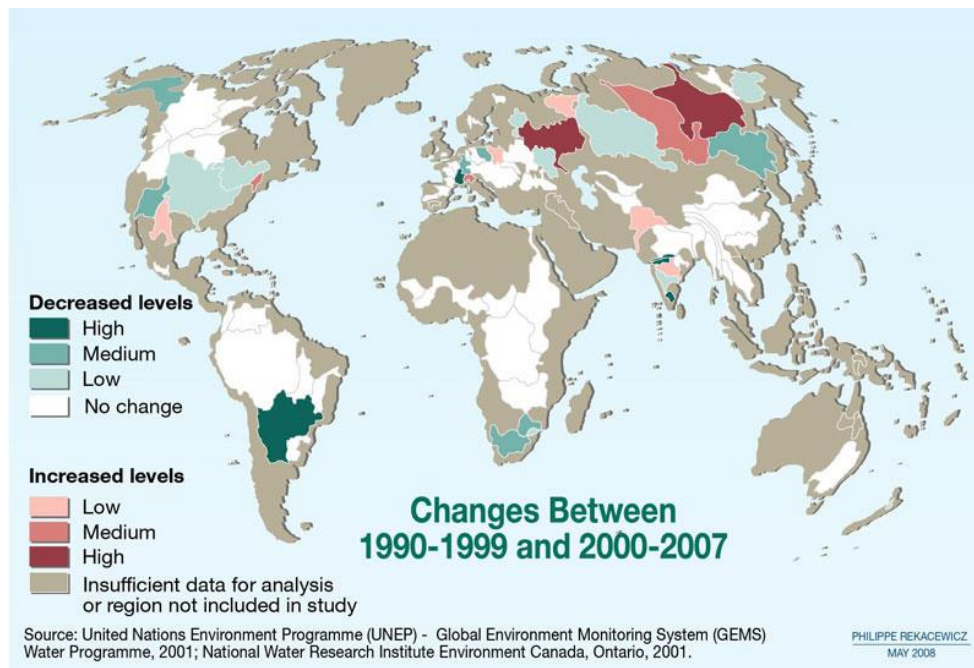 Decreased levels
High
Medium
Low
No change
Increased levels
Low
Medium
High
Insufficient data for analysis
or region not included in study
Changes Between
1990-1999 and 2000-2007
Source: United Nations Environment Programme (UNEP) - Global Environment Monitoring System (GEMS)
Water Programme, 2001; National Water Research Institute Environment Canada, Ontario, 2001.
PHILIPPE REKACEWICZ
MAY 2008